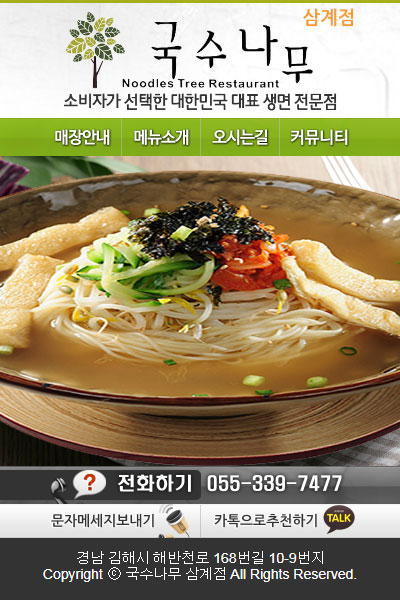 삼계점
국수나무
Noodles Tree Restaurant
소비자가 선택한 대한민국 대표 생면 전문점
매장안내 메뉴소개 오시는길 커뮤니티
? 전화하기 055-339-7477
문자메세지보내기 카톡으로추천하기 TALK
경남 김해시 해반천로 168번길 10-9번지
Copyright ⓒ 국수나무 삼계점 All Rights Reserved.